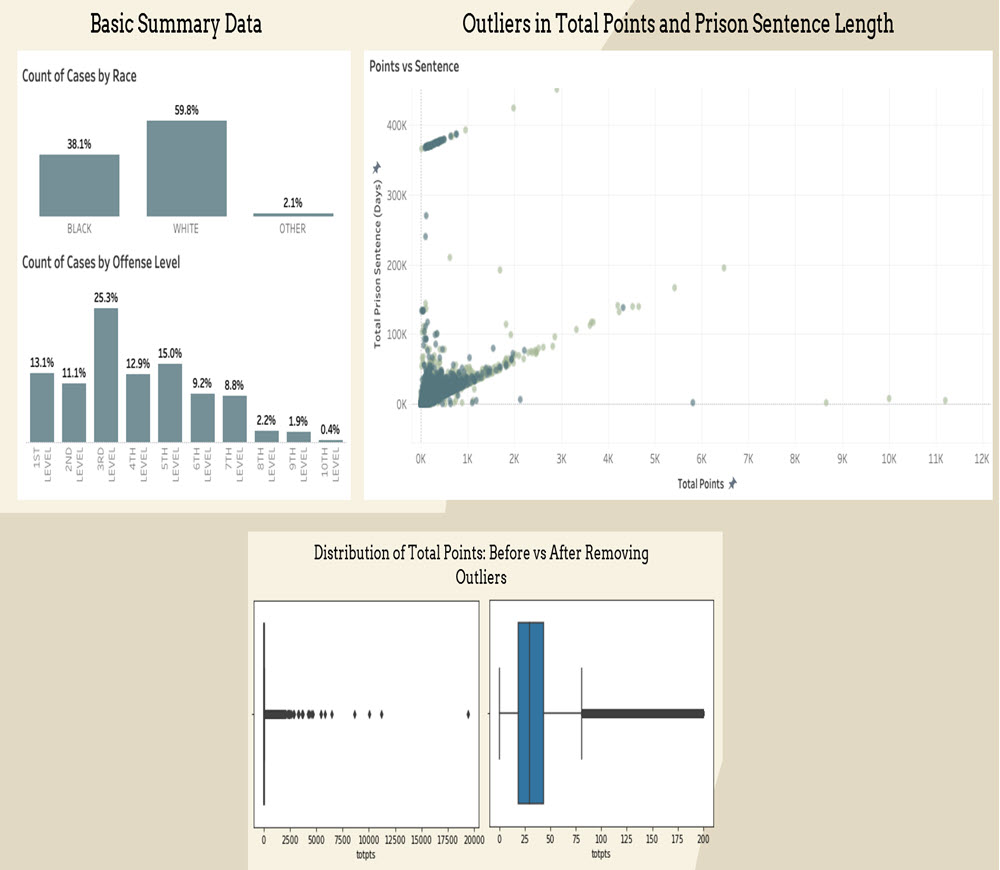 Basic Summary Data
Count of Cases by Race
59.8%
38.1%
2.1%
BLACK WHITE OTHER
Count of Cases by Offense Level
25.3%
15.0%
13.1%
12.9%
11.1%
9.2%
8.8%
2.2%
1.9%
0.4%
1ST LEVEL
2ND LEVEL
3RD LEVEL
4TH LEVEL
5TH LEVEL
6TH LEVEL
7TH LEVEL
8TH LEVEL
9TH LEVEL
10TH LEVEL
Outliers in Total Points and Prison Sentence Length
Points vs Sentence
Total Prison Sentence (Days)
400K
300K
200K
100K
0K
0K 1K 2K 3K 4K 5K 6K 7K 8K 9K 10K 11K 12K
Total Points
Distribution of Total Points: Before vs After Removing
Outliers
0 2500 5000 7500 10000 12500 15000 17500 20000
totpts
0 25 50 75 100 125 150 175 200
totpts